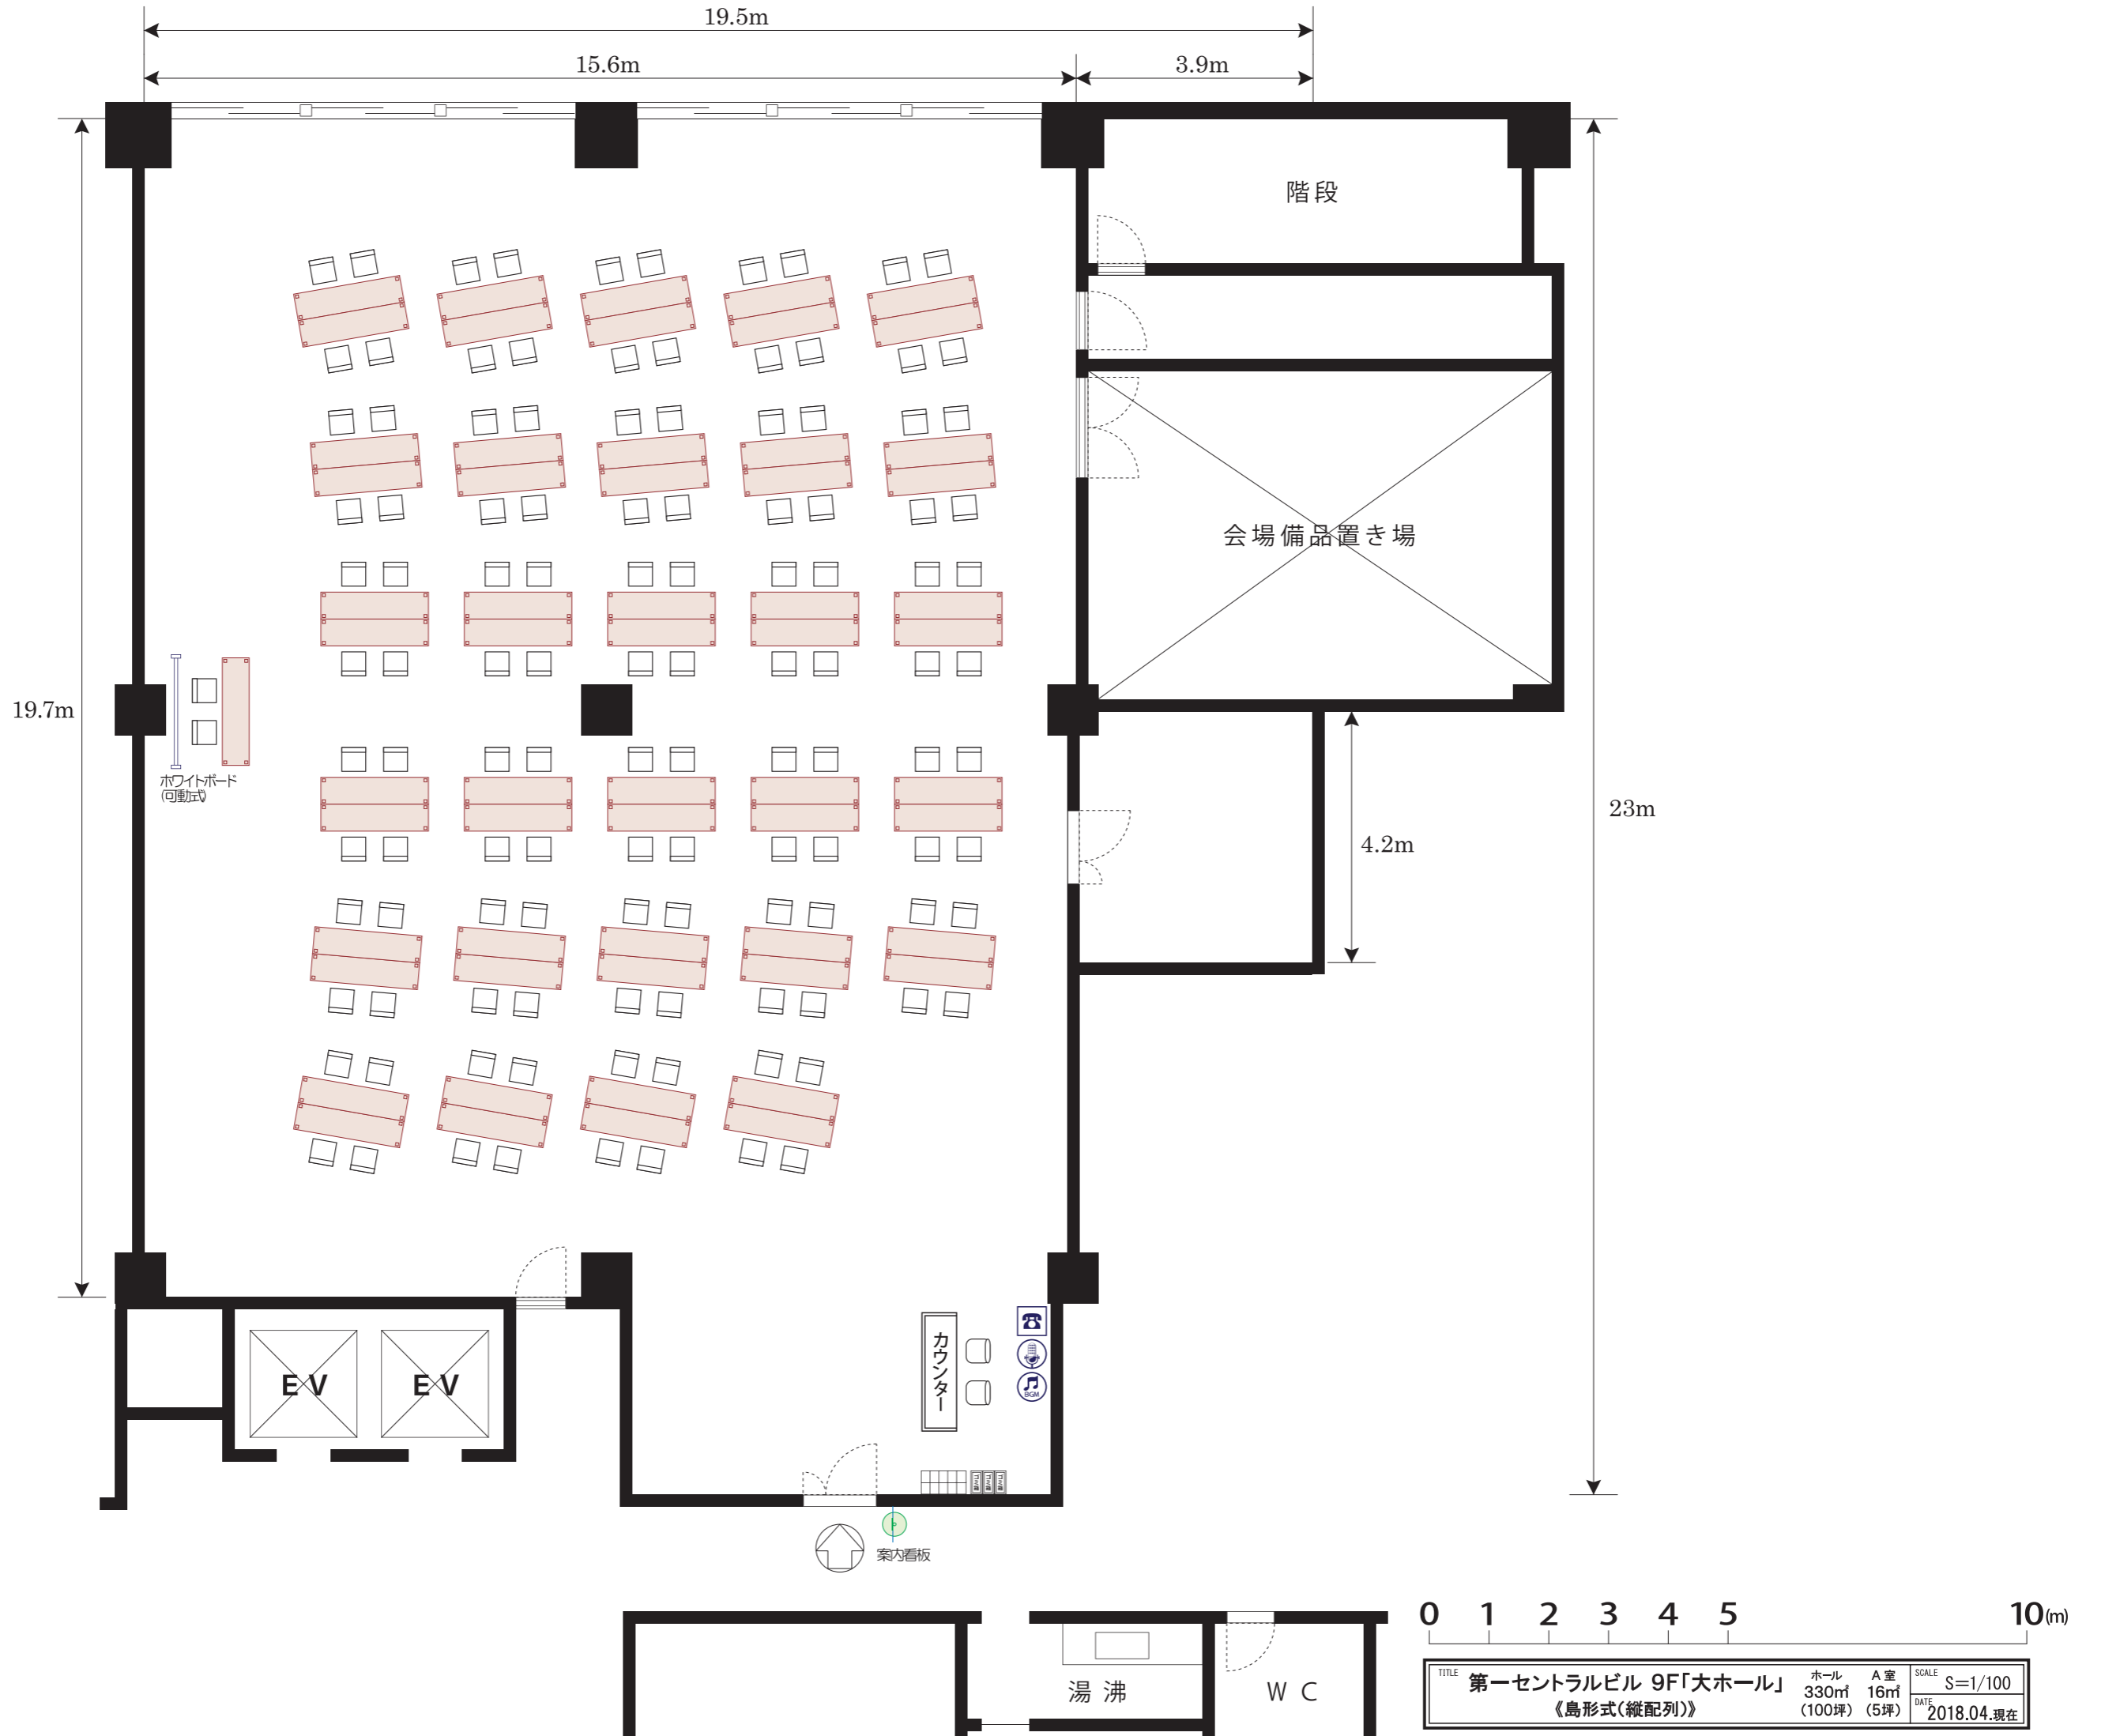 19.5m
15.6m
3.9m
階段
会場備品置き場
19.7m
ホワイトボード
(可動式)
23m
4.2m
カウンター
BGM
EV
EV
案内看板
湯沸
WC
0 1 2 3 4 5 10(m)
TITLE
第一セントラルビル 9F「大ホール」
《島形式(縦配列)》
ホール
330㎡
(100坪)
A室
16㎡
(5坪)
SCALE
S=1/100
DATE
2018.04.現在